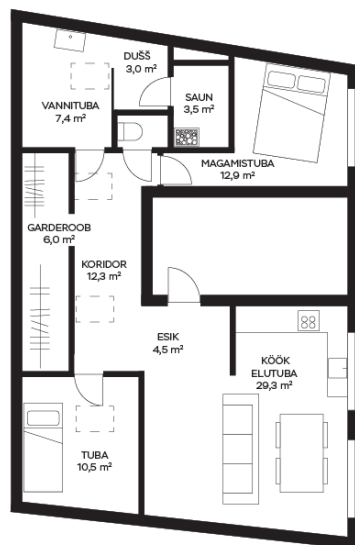 DUŠŠ
3,0 m²
VANNITUBA
7,4 m²
SAUN
3,5 m²
MAGAMISTUBA
12,9 m²
GARDEROOB
6,0 m²
KORIDOR
12,3 m²
ESIK
4,5 m²
KÖÖK
ELUTUBA
29,3 m²
TUBA
10,5 m²